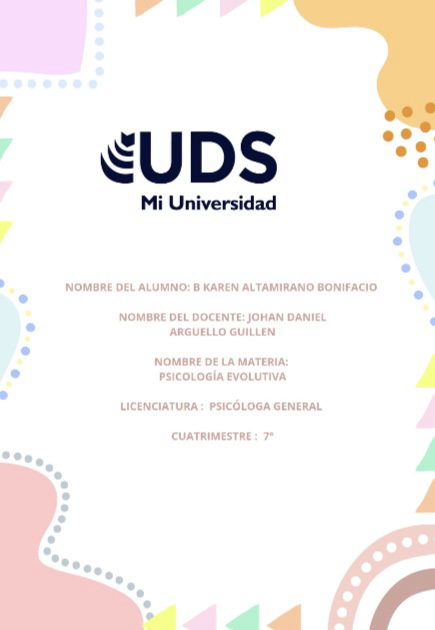 UDS
Mi Universidad
NOMBRE DEL ALUMNO: B KAREN ALTAMIRANO BONIFACIO
NOMBRE DEL DOCENTE: JOHAN DANIEL
ARGUELLO GUILLEN
NOMBRE DE LA MATERIA:
PSICOLOGÍA EVOLUTIVA
LICENCIATURA : PSICÓLOGA GENERAL
CUATRIMESTRE : 7°